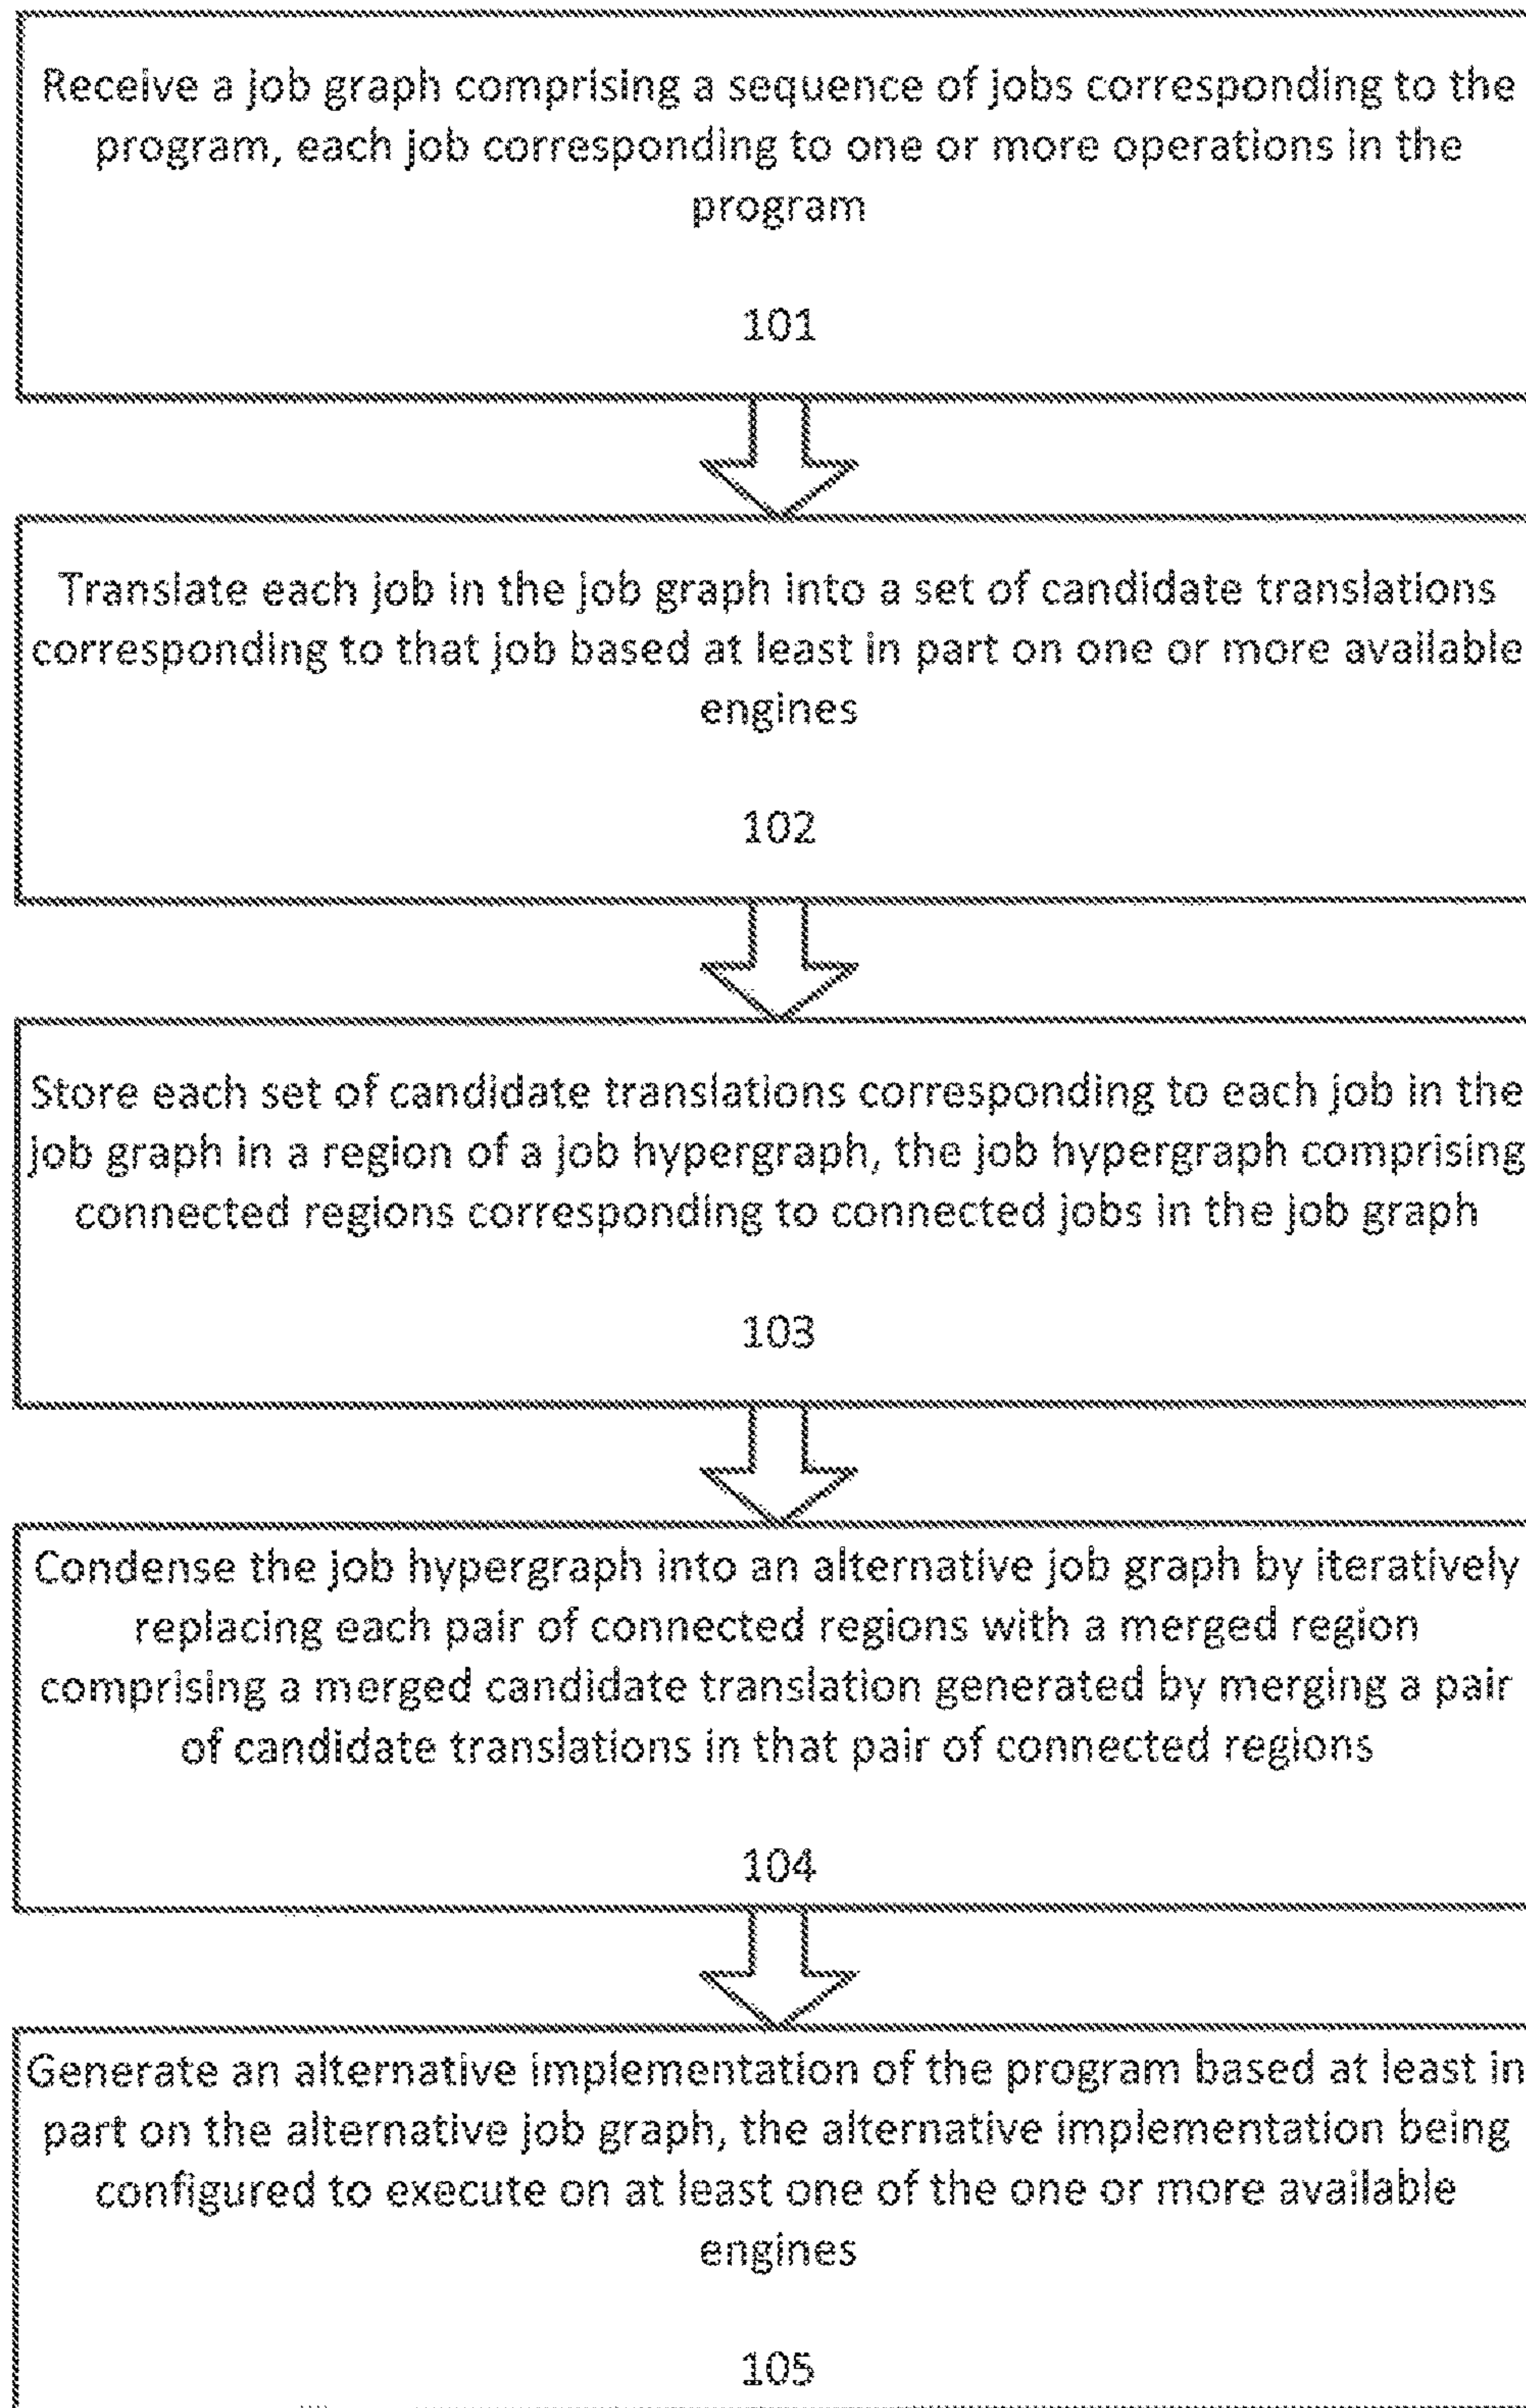 Receive a job graph comprising a sequence of jobs corresponding to the
program, each job corresponding to one or more operations in the
program
101
Translate each job in the job graph into a set of candidate translations
corresponding to that job based at least in part on one or more available
engines
102
Store each set of candidate translations corresponding to each job in the
job graph in a region of a job hypergraph, the job hypergraph comprising
connected regions corresponding to connected jobs in the job graph
103
Condense the job hypergraph into an alternative job graph by iteratively
replacing each pair of connected regions with a merged region
comprising a merged candidate translation generated by merging a pair
of candidate translations in that pair of connected regions
104
Generate an alternative implementation of the program based at least in
part on the alternative job graph, the alternative implementation being
configured to execute on at least one of the one or more available
engines
105